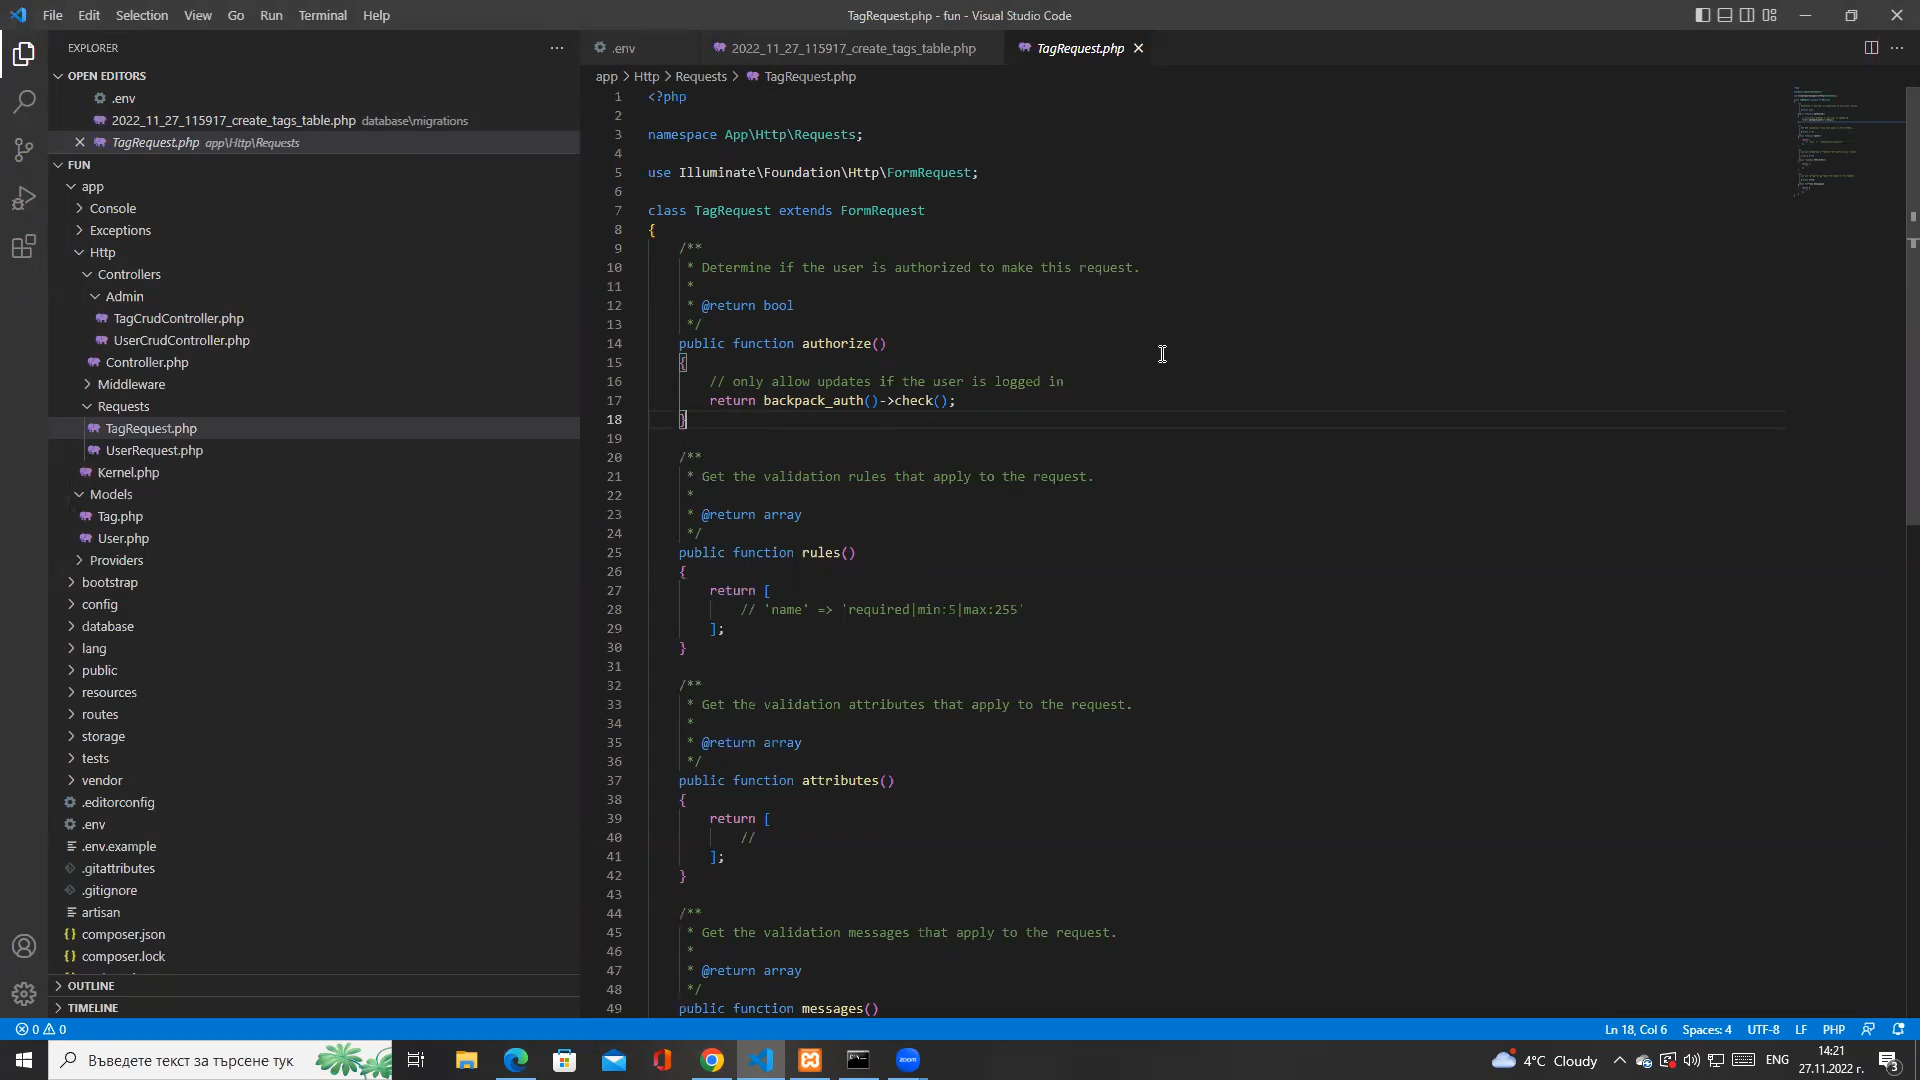 File Edit Selection View Go Run Terminal Help
TagRequest.php - fun - Visual Studio Code
EXPLORER
OPEN EDITORS
.env
2022_11_27_115917_create_tags_table.php database\migrations
TagRequest.php app\Http\Requests
FUN
app
Console
Exceptions
Http
Controllers
Admin
TagCrudController.php
UserCrudController.php
Controller.php
Middleware
Requests
TagRequest.php
UserRequest.php
Kernel.php
Models
Tag.php
User.php
Providers
bootstrap
config
database
lang
public
resources
routes
storage
tests
vendor
.editorconfig
.env
.env.example
.gitattributes
.gitignore
artisan
composer.json
composer.lock
OUTLINE
TIMELINE
.env 2022_11_27_115917_create_tags_table.php TagRequest.php
app > Http > Requests > TagRequest.php
1 <?php
2
3 namespace App\Http\Requests;
4
5 use Illuminate\Foundation\Http\FormRequest;
6
7 class TagRequest extends FormRequest
8 {
9 /**
10 * Determine if the user is authorized to make this request.
11 *
12 * @return bool
13 */
14 public function authorize()
15 {
16 // only allow updates if the user is logged in
17 return backpack_auth()->check();
18 }
19
20 /**
21 * Get the validation rules that apply to the request.
22 *
23 * @return array
24 */
25 public function rules()
26 {
27 return [
28 // 'name' => 'required|min:5|max:255'
29 ];
30 }
31
32 /**
33 * Get the validation attributes that apply to the request.
34 *
35 * @return array
36 */
37 public function attributes()
38 {
39 return [
40 //
41 ];
42 }
43
44 /**
45 * Get the validation messages that apply to the request.
46 *
47 * @return array
48 */
49 public function messages()
0 0
Ln 18, Col 6 Spaces: 4 UTF-8 LF PHP
Въведете текст за търсене тук
zoom
4°C Cloudy
ENG
14:21
27.11.2022 г.
3